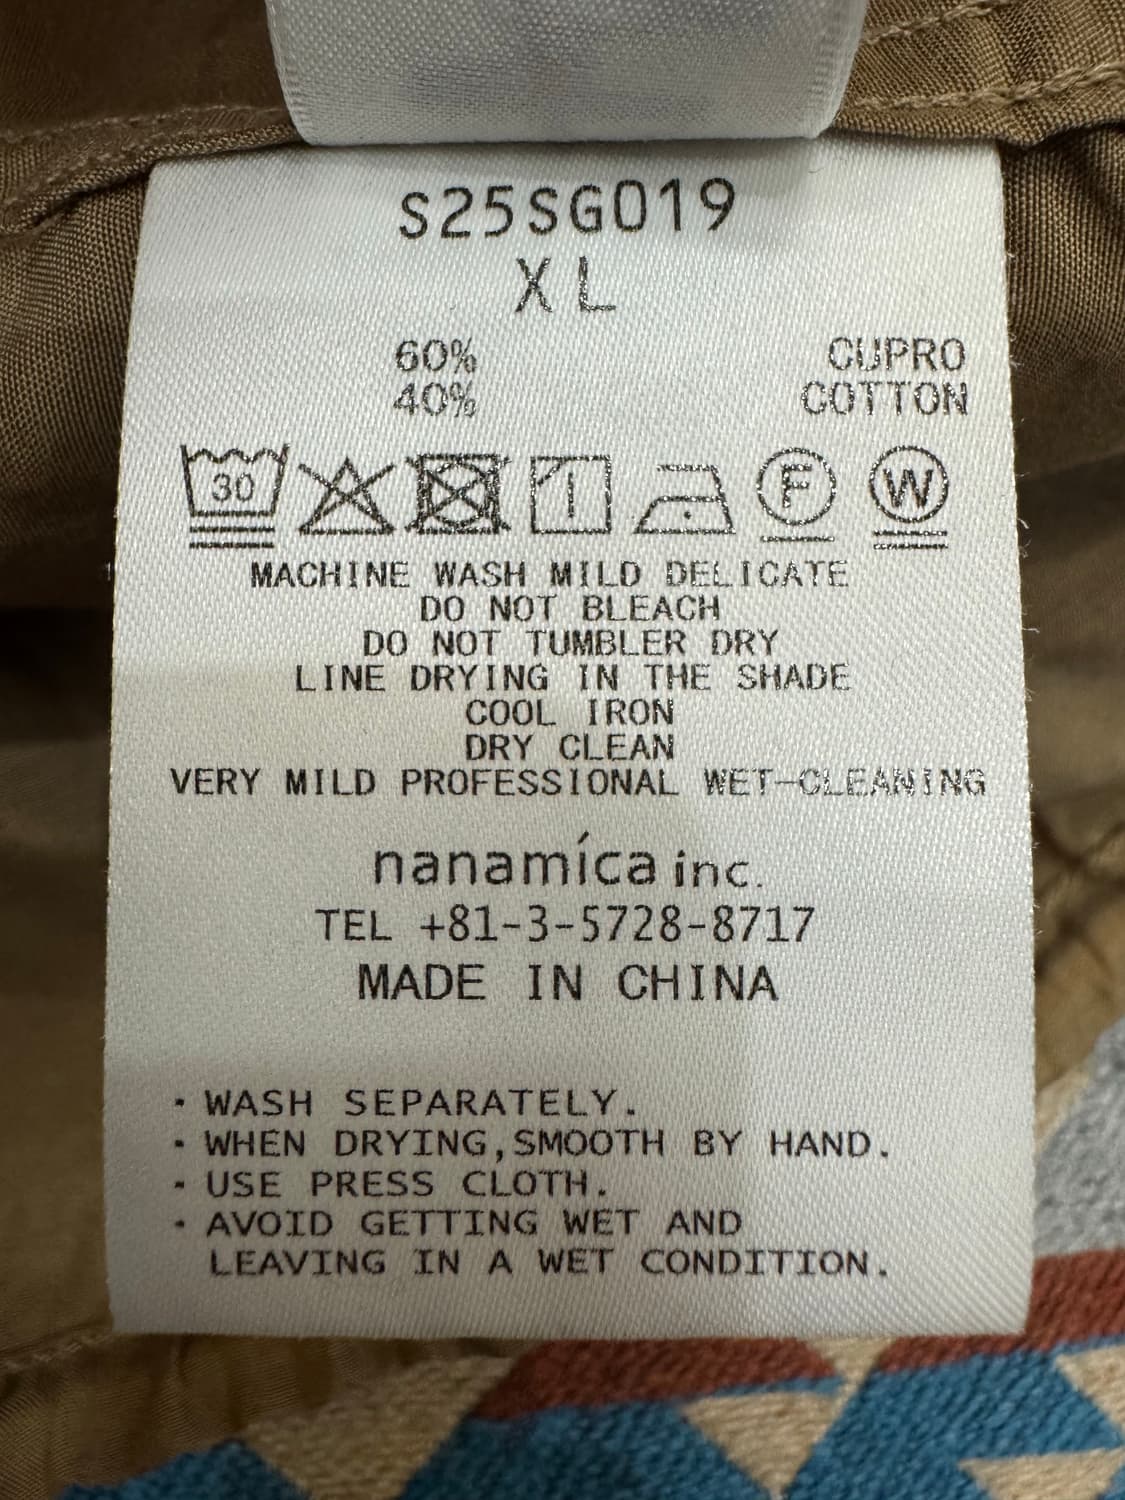 S25SG019
XL
60% CUPRO
40% COTTON
30 F W
MACHINE WASH MILD DELICATE
DO NOT BLEACH
DO NOT TUMBLER DRY
LINE DRYING IN THE SHADE
COOL IRON
DRY CLEAN
VERY MILD PROFESSIONAL WET-CLEANING
nanamíca inc.
TEL +81-3-5728-8717
MADE IN CHINA
・WASH SEPARATELY.
・WHEN DRYING,SMOOTH BY HAND.
・USE PRESS CLOTH.
・AVOID GETTING WET AND
LEAVING IN A WET CONDITION.